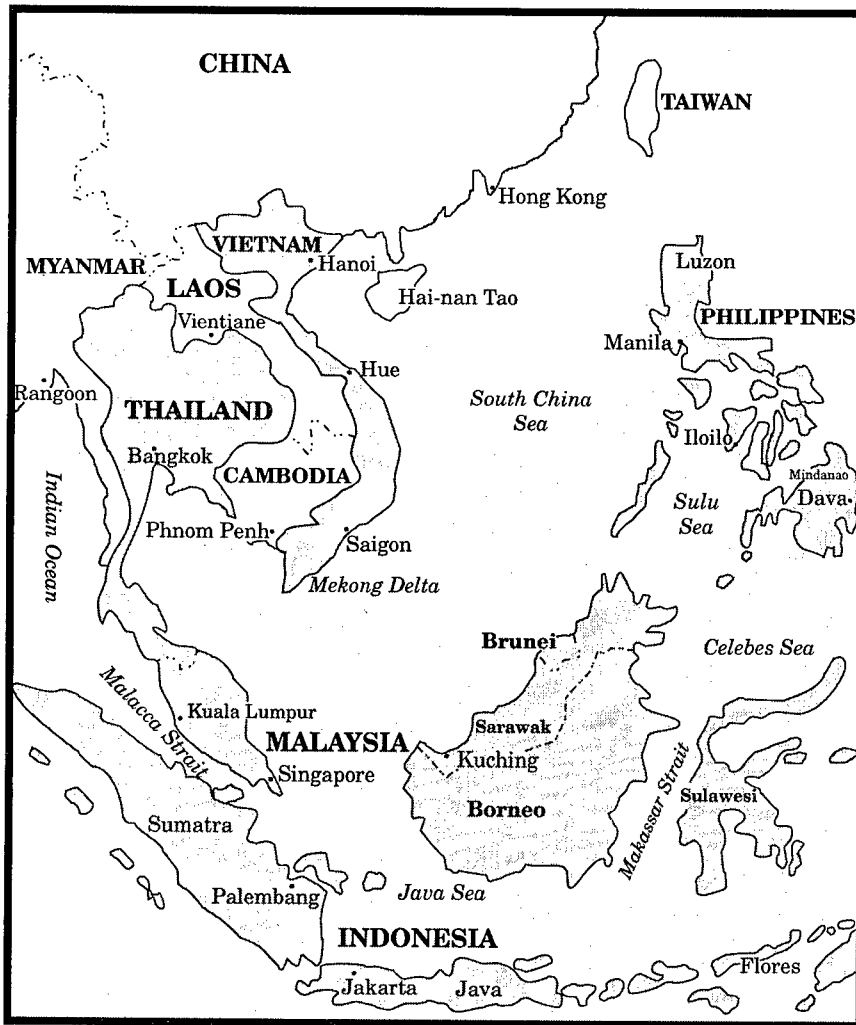 CHINA
TAIWAN
Hong Kong
VIETNAM
Hanoi
MYANMAR
LAOS
Hai-nan Tao
Luzon
Vientiane
PHILIPPINES
Manila
Hue
Rangoon
THAILAND
South China
Sea
Bangkok
CAMBODIA
Iloilo
Mindanao
Dava
Indian Ocean
Sulu
Sea
Phnom Penh
Saigon
Mekong Delta
Brunei
Celebes Sea
Malacca Strait
Kuala Lumpur
MALAYSIA
Sarawak
Kuching
Singapore
Makassar Strait
Sulawesi
Borneo
Sumatra
Palembang
Java Sea
INDONESIA
Flores
Jakarta
Java